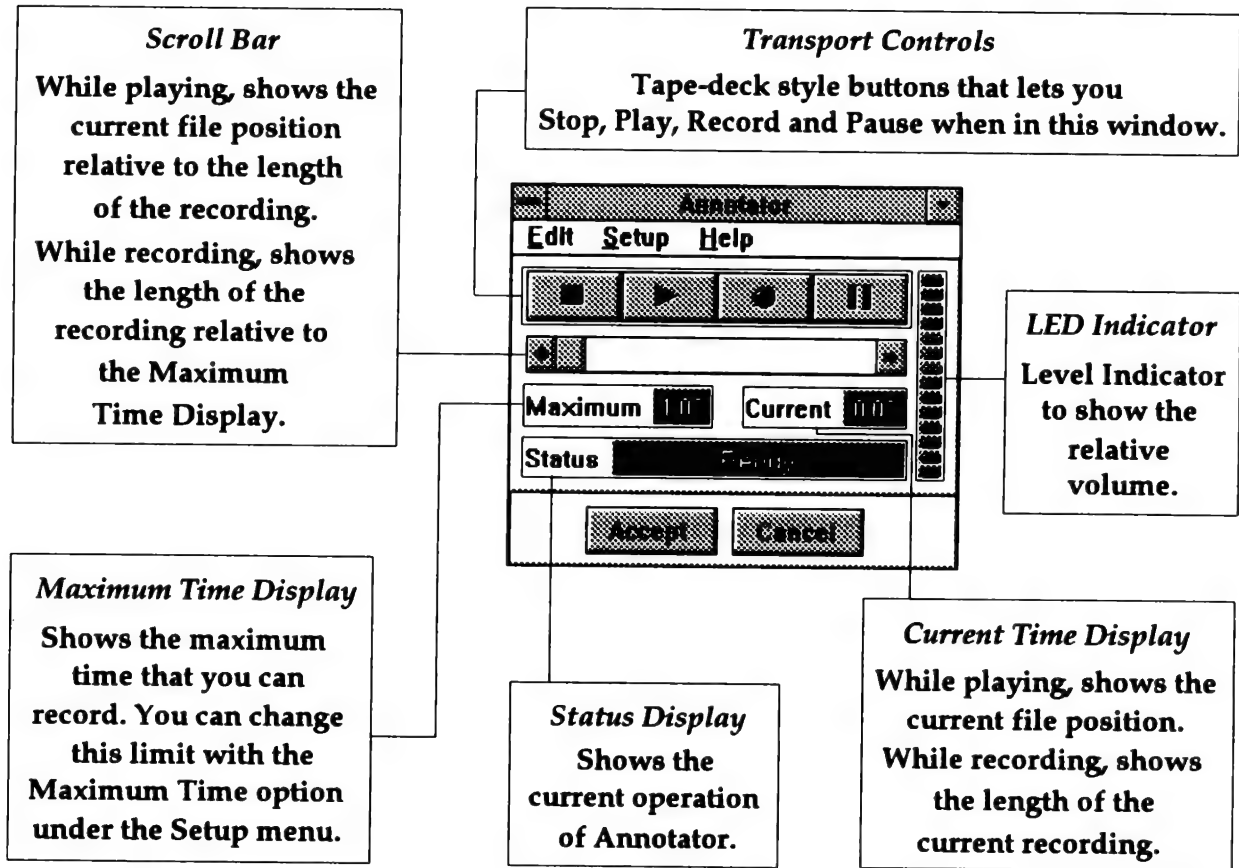 Scroll Bar
While playing, shows the
current file position
relative to the length
of the recording.
While recording, shows
the length of the
recording relative to
the Maximum
Time Display.
Transport Controls
Tape-deck style buttons that lets you
Stop, Play, Record and Pause when in this window.
Annotator
Edit Setup Help
Maximum Current
Status Ready
Accept Cancel
LED Indicator
Level Indicator
to show the
relative
volume.
Maximum Time Display
Shows the maximum
time that you can
record. You can change
this limit with the
Maximum Time option
under the Setup menu.
Status Display
Shows the
current operation
of Annotator.
Current Time Display
While playing, shows the
current file position.
While recording, shows
the length of the
current recording.